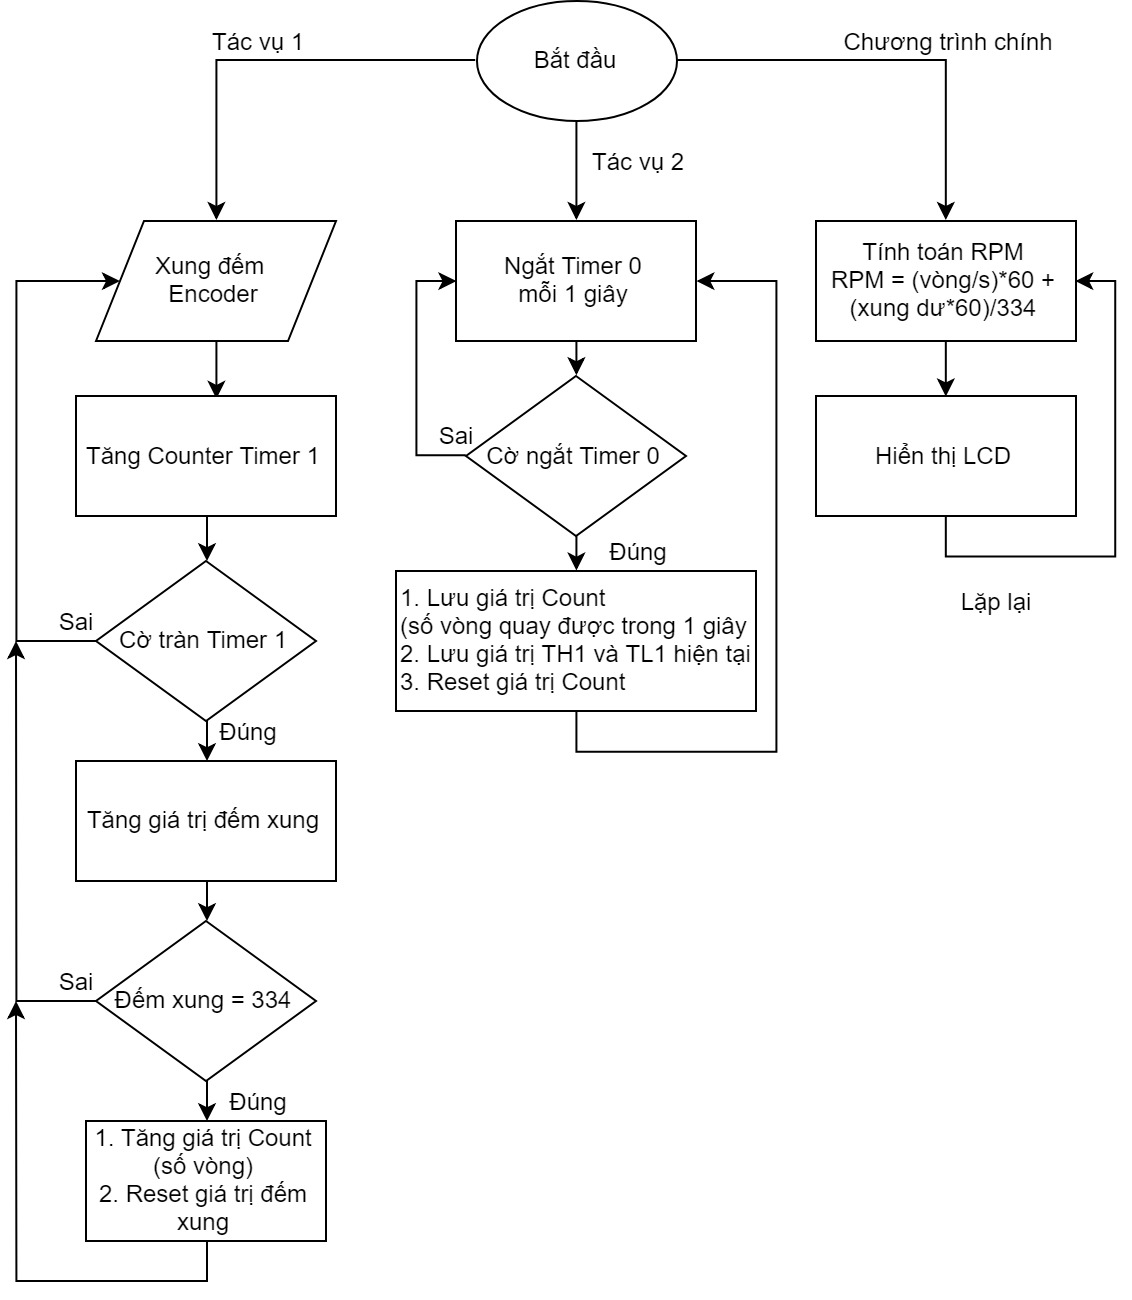 Bắt đầu
Tác vụ 1
Xung đếm
Encoder
Tăng Counter Timer 1
Cờ tràn Timer 1
Sai
Đúng
Tăng giá trị đếm xung
Đếm xung = 334
Sai
Đúng
1. Tăng giá trị Count
(số vòng)
2. Reset giá trị đếm
xung
Tác vụ 2
Ngắt Timer 0
mỗi 1 giây
Cờ ngắt Timer 0
Sai
Đúng
1. Lưu giá trị Count
(số vòng quay được trong 1 giây
2. Lưu giá trị TH1 và TL1 hiện tại
3. Reset giá trị Count
Chương trình chính
Tính toán RPM
RPM = (vòng/s)*60 +
(xung dư*60)/334
Hiển thị LCD
Lặp lại